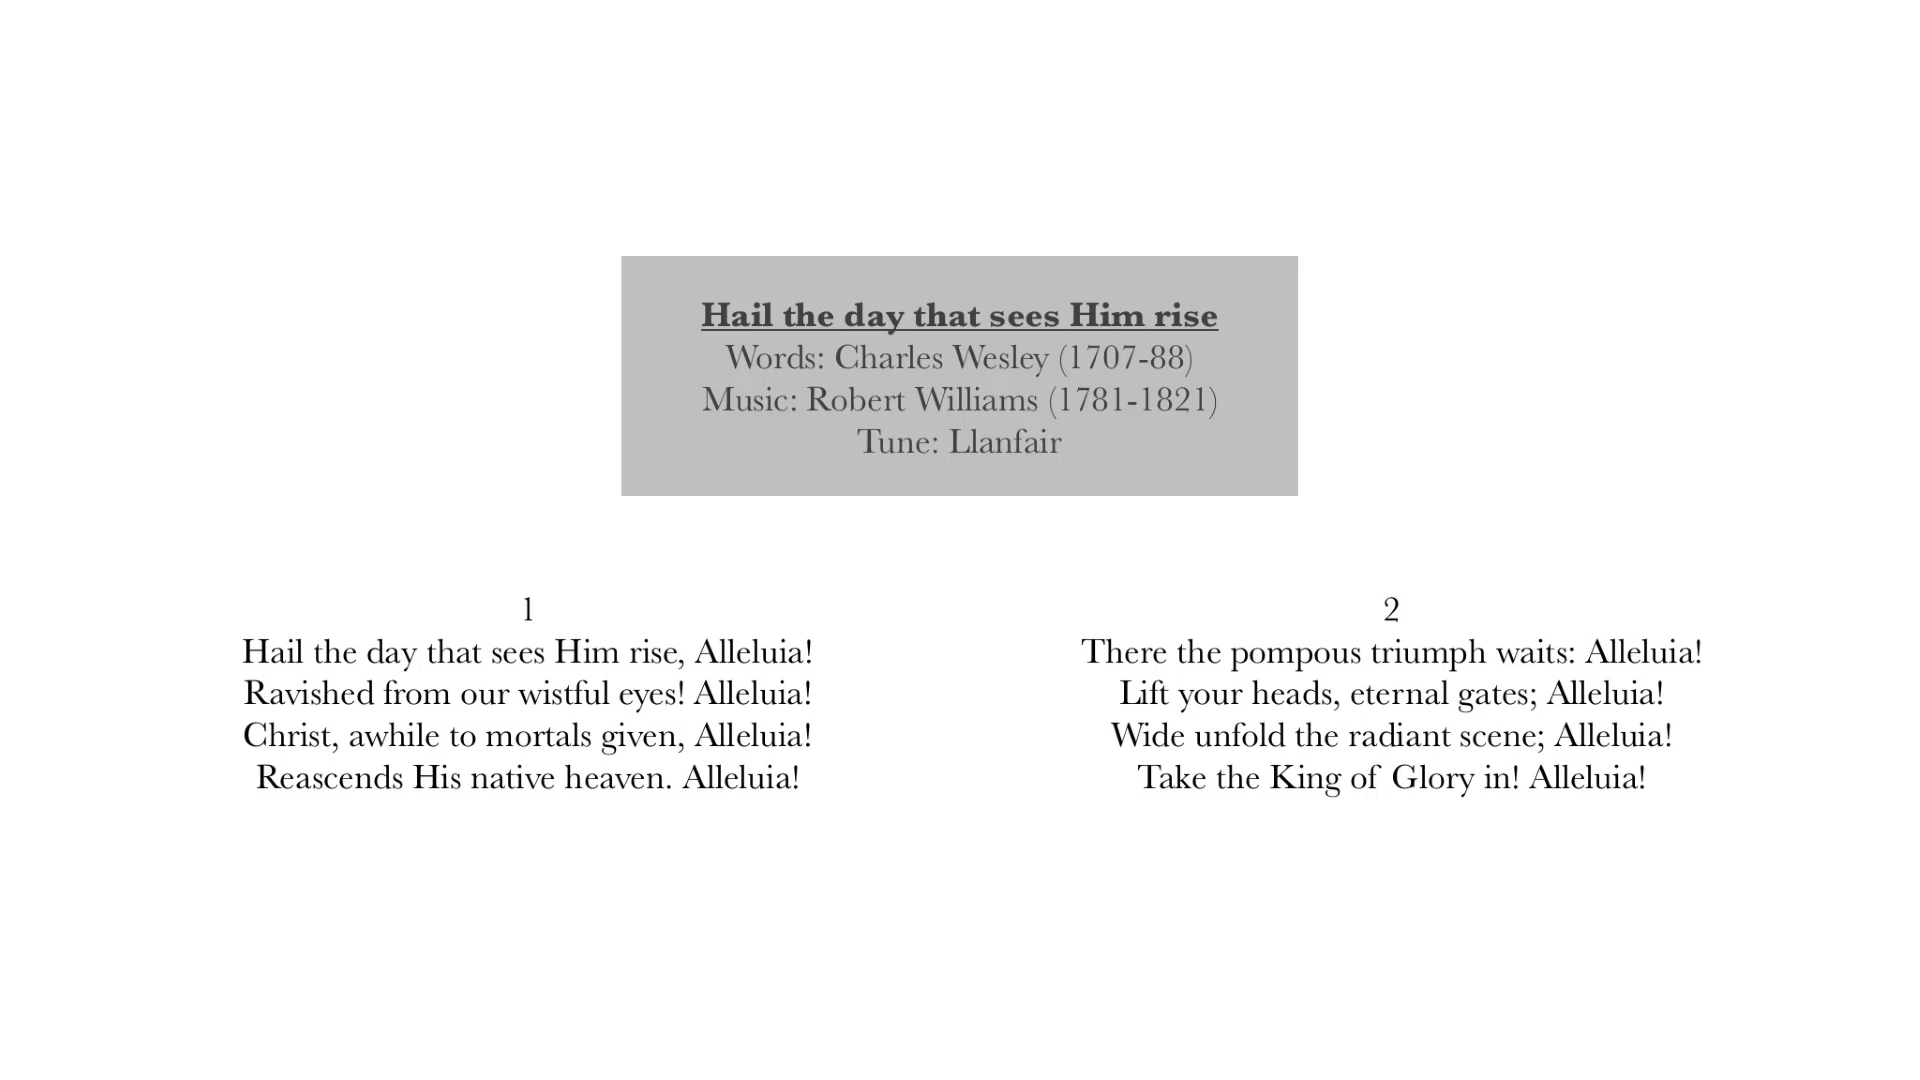 Hail the day that sees Him rise
Words: Charles Wesley (1707-88)
Music: Robert Williams (1781-1821)
Tune: Llanfair
1
Hail the day that sees Him rise, Alleluia!
Ravished from our wistful eyes! Alleluia!
Christ, awhile to mortals given, Alleluia!
Reascends His native heaven. Alleluia!
2
There the pompous triumph waits: Alleluia!
Lift your heads, eternal gates; Alleluia!
Wide unfold the radiant scene; Alleluia!
Take the King of Glory in! Alleluia!